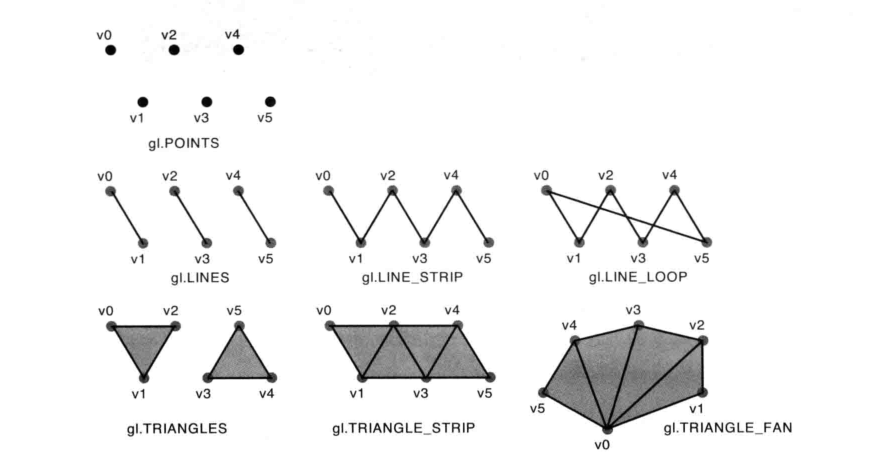 v0 v2 v4
v1 v3 v5
gl.POINTS
v0 v2 v4 v0 v2 v4 v0 v2 v4
v1 v3 v5 v1 v3 v5 v1 v3 v5
gl.LINES gl.LINE_STRIP gl.LINE_LOOP
v0 v2 v5 v0 v2 v4 v3
v4 v2
v1 v3 v4 v1 v3 v5 v5 v1
gl.TRIANGLES gl.TRIANGLE_STRIP gl.TRIANGLE_FAN
v0